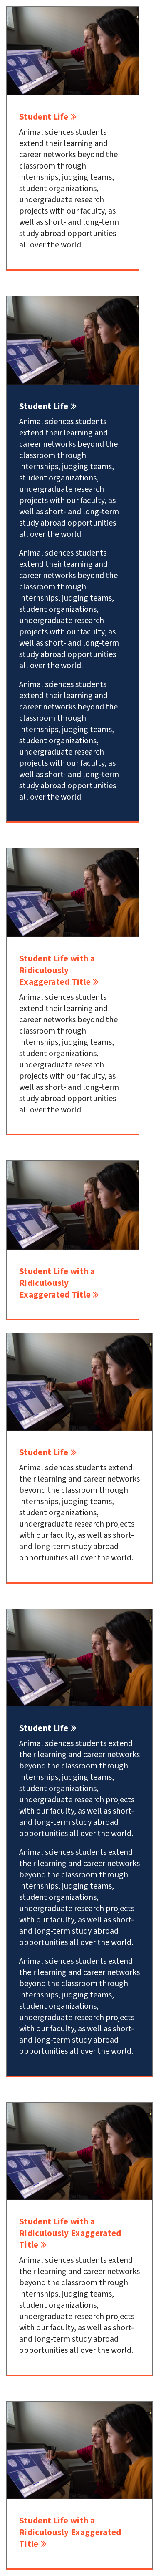 Student Life »
Animal sciences students
extend their learning and
career networks beyond the
classroom through
internships, judging teams,
student organizations,
undergraduate research
projects with our faculty, as
well as short- and long-term
study abroad opportunities
all over the world.
Student Life »
Animal sciences students
extend their learning and
career networks beyond the
classroom through
internships, judging teams,
student organizations,
undergraduate research
projects with our faculty, as
well as short- and long-term
study abroad opportunities
all over the world.
Animal sciences students
extend their learning and
career networks beyond the
classroom through
internships, judging teams,
student organizations,
undergraduate research
projects with our faculty, as
well as short- and long-term
study abroad opportunities
all over the world.
Animal sciences students
extend their learning and
career networks beyond the
classroom through
internships, judging teams,
student organizations,
undergraduate research
projects with our faculty, as
well as short- and long-term
study abroad opportunities
all over the world.
Student Life with a
Ridiculously
Exaggerated Title »
Animal sciences students
extend their learning and
career networks beyond the
classroom through
internships, judging teams,
student organizations,
undergraduate research
projects with our faculty, as
well as short- and long-term
study abroad opportunities
all over the world.
Student Life with a
Ridiculously
Exaggerated Title »
Student Life »
Animal sciences students extend
their learning and career networks
beyond the classroom through
internships, judging teams,
student organizations,
undergraduate research projects
with our faculty, as well as short-
and long-term study abroad
opportunities all over the world.
Student Life »
Animal sciences students extend
their learning and career networks
beyond the classroom through
internships, judging teams,
student organizations,
undergraduate research projects
with our faculty, as well as short-
and long-term study abroad
opportunities all over the world.
Animal sciences students extend
their learning and career networks
beyond the classroom through
internships, judging teams,
student organizations,
undergraduate research projects
with our faculty, as well as short-
and long-term study abroad
opportunities all over the world.
Animal sciences students extend
their learning and career networks
beyond the classroom through
internships, judging teams,
student organizations,
undergraduate research projects
with our faculty, as well as short-
and long-term study abroad
opportunities all over the world.
Student Life with a
Ridiculously Exaggerated
Title »
Animal sciences students extend
their learning and career networks
beyond the classroom through
internships, judging teams,
student organizations,
undergraduate research projects
with our faculty, as well as short-
and long-term study abroad
opportunities all over the world.
Student Life with a
Ridiculously Exaggerated
Title »